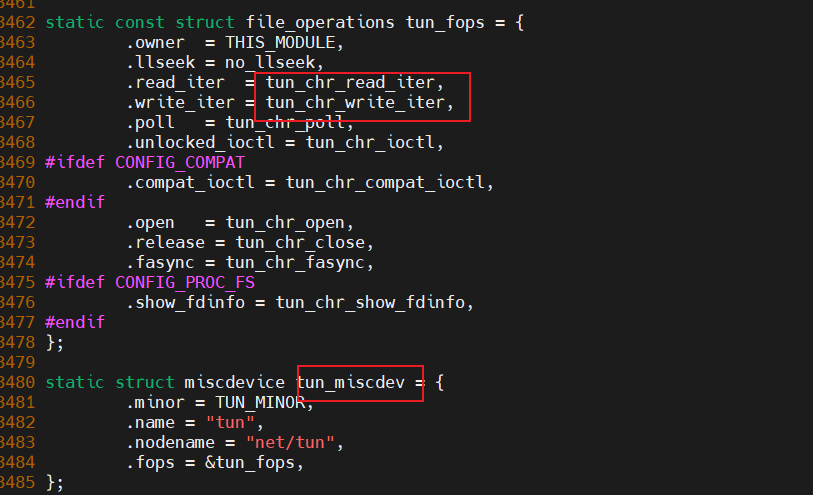 3461
3462 static const struct file_operations tun_fops = {
3463         .owner  = THIS_MODULE,
3464         .llseek = no_llseek,
3465         .read_iter  = tun_chr_read_iter,
3466         .write_iter = tun_chr_write_iter,
3467         .poll   = tun_chr_poll,
3468         .unlocked_ioctl = tun_chr_ioctl,
3469 #ifdef CONFIG_COMPAT
3470         .compat_ioctl = tun_chr_compat_ioctl,
3471 #endif
3472         .open   = tun_chr_open,
3473         .release = tun_chr_close,
3474         .fasync = tun_chr_fasync,
3475 #ifdef CONFIG_PROC_FS
3476         .show_fdinfo = tun_chr_show_fdinfo,
3477 #endif
3478 };
3479
3480 static struct miscdevice tun_miscdev = {
3481         .minor = TUN_MINOR,
3482         .name = "tun",
3483         .nodename = "net/tun",
3484         .fops = &tun_fops,
3485 };